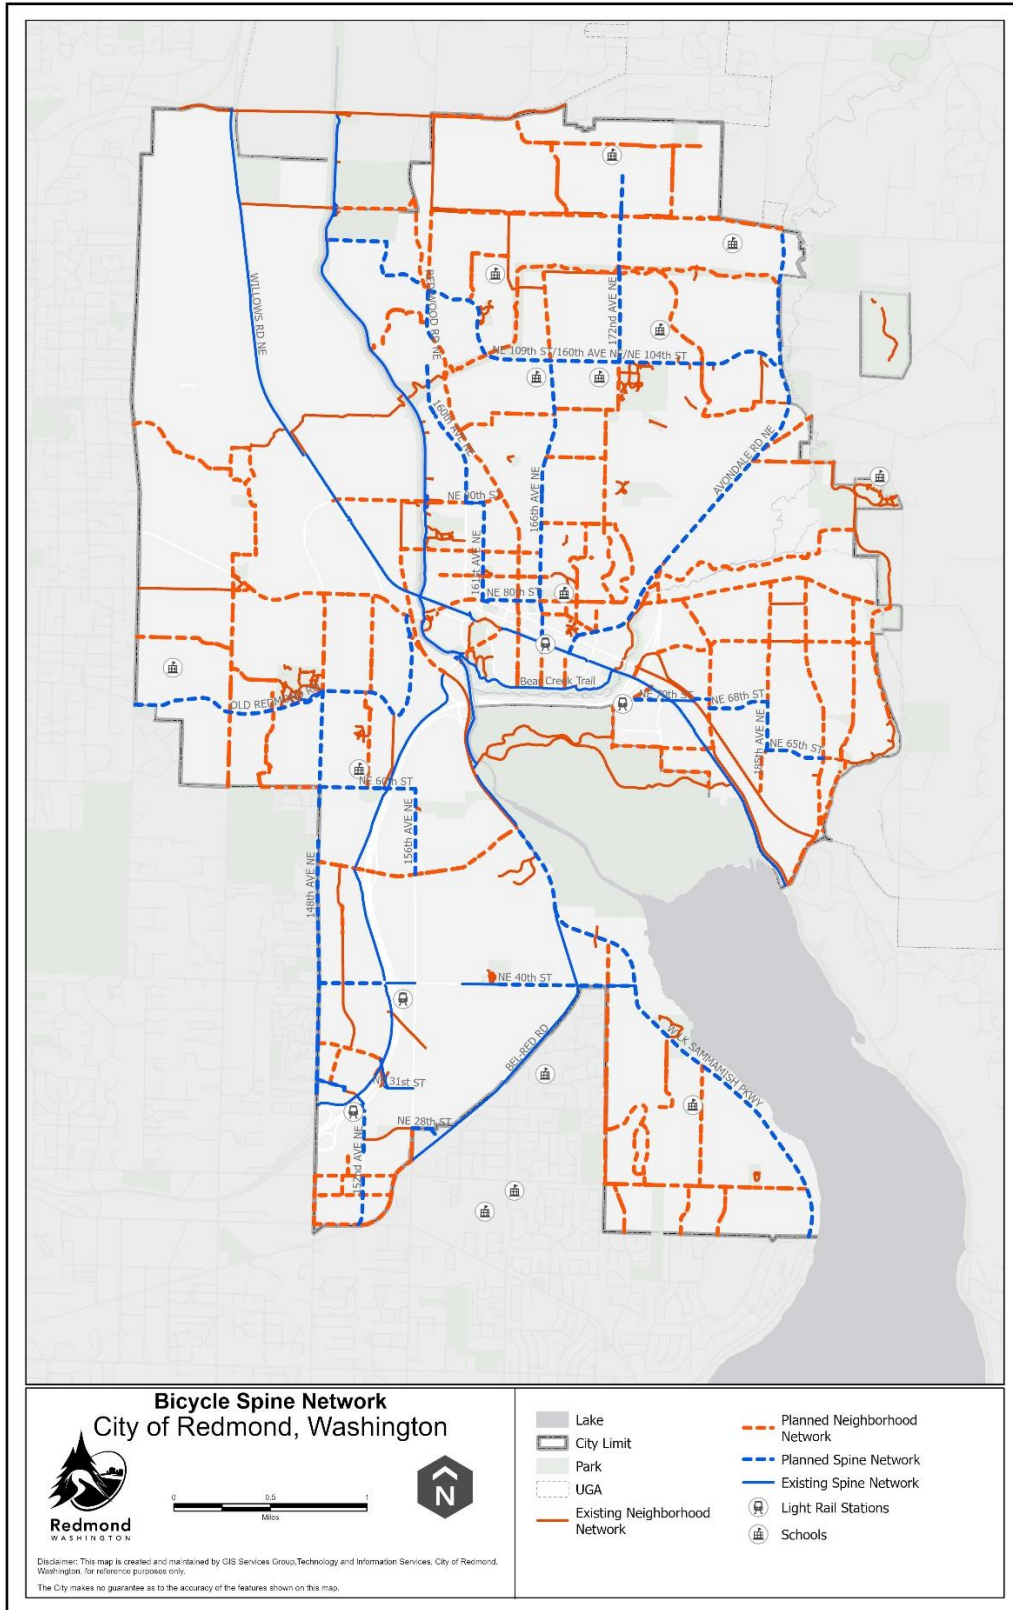 WILLOWS RD NE
REDWOOD RD NE
172nd AVE NE
NE 109th ST/160th AVE NE/NE 104th ST
160th AVE NE
166th AVE NE
AVONDALE RD NE
NE 90th ST
161st AVE NE
NE 80th ST
Bear Creek Trail
NE 70th ST
NE 68th ST
OLD REDMOND RD
185th AVE NE
NE 65th ST
NE 60th ST
156th AVE NE
148th AVE NE
NE 40th ST
BEL-RED RD
W LK SAMMAMISH PKWY
NE 31st ST
NE 28th ST
152nd AVE NE
Bicycle Spine Network
City of Redmond, Washington
Redmond
WASHINGTON
0 0.5 1
Miles
N
Disclaimer: This map is created and maintained by GIS Services Group,Technology and Information Services, City of Redmond,
Washington, for reference purposes only.
The City makes no guarantee as to the accuracy of the features shown on this map.
Lake
City Limit
Park
UGA
Existing Neighborhood
Network
Planned Neighborhood
Network
Planned Spine Network
Existing Spine Network
Light Rail Stations
Schools